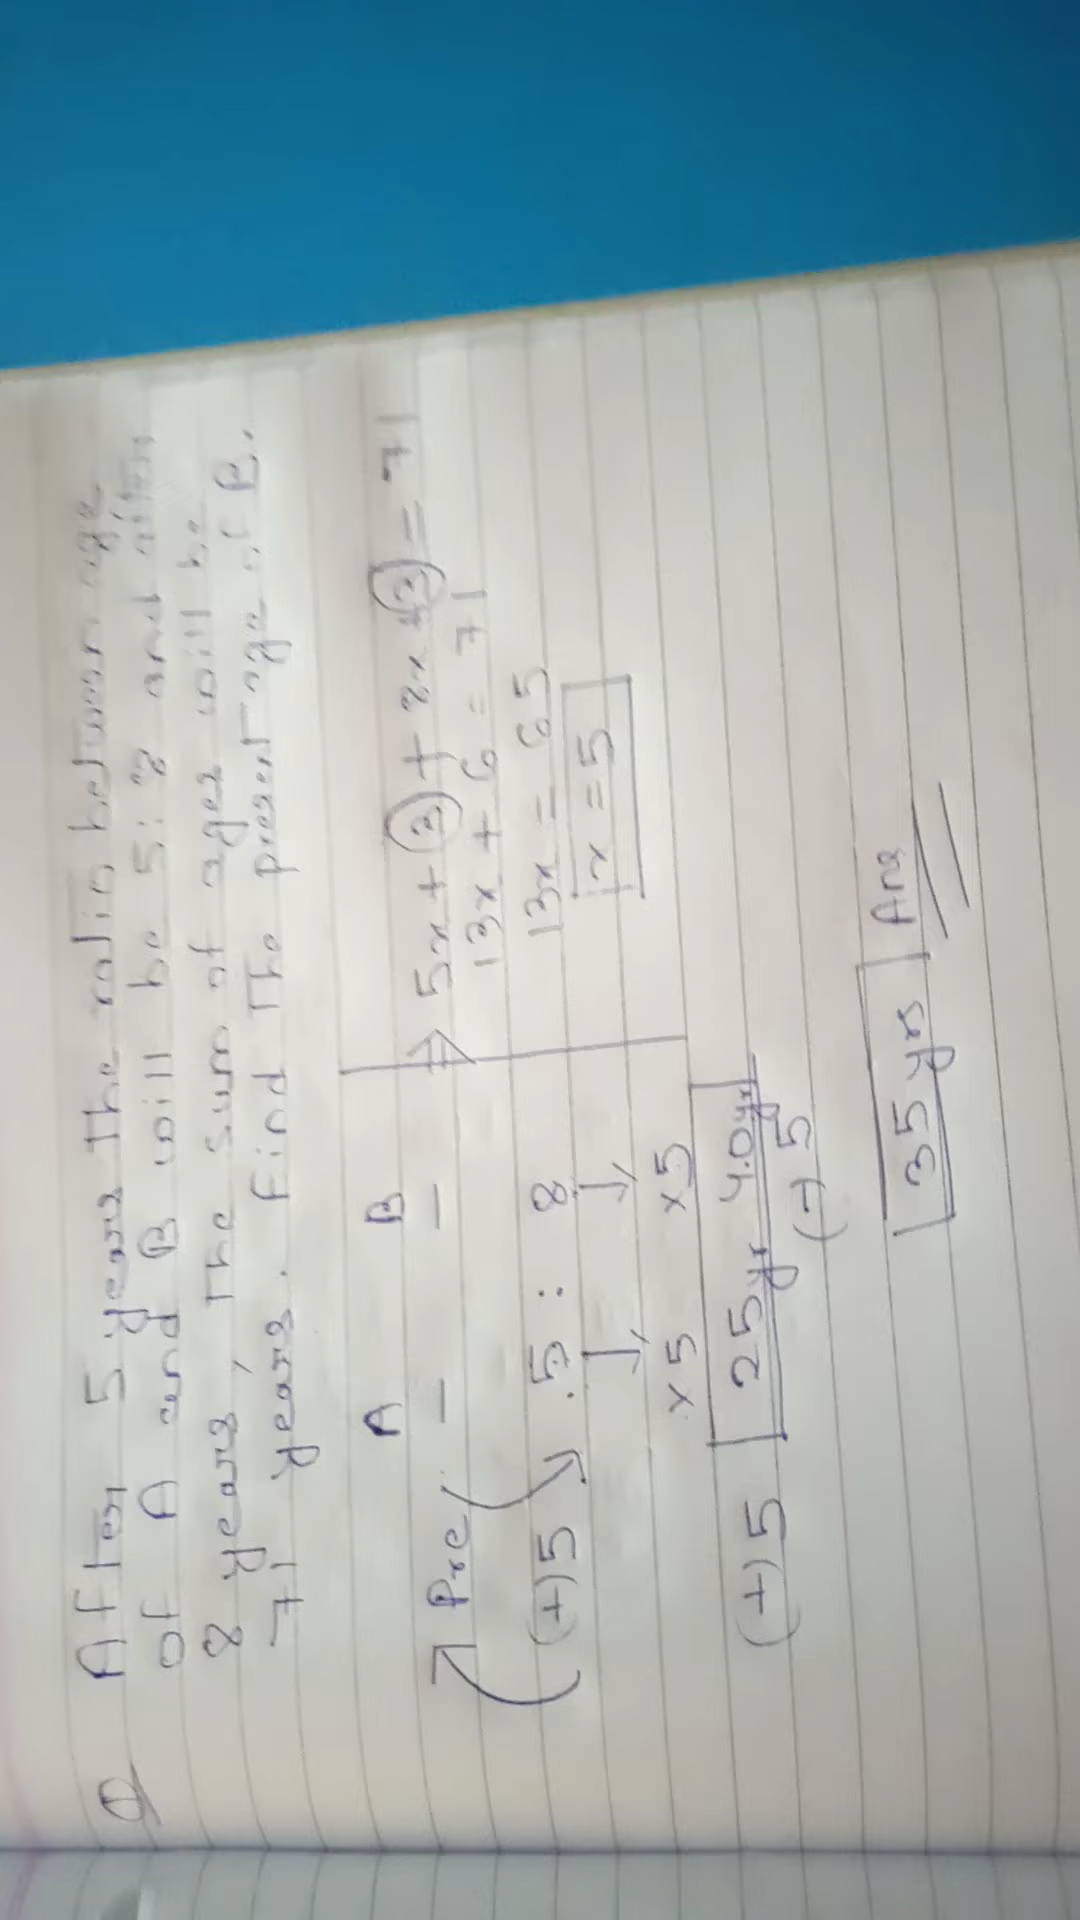 Q After 5 years the ratio between age
of A and B will be 5:8 and after
8 years, the sum of ages will be
71 years. Find the present age of B.
A B
Pre - -
(+)5 5 : 8
×5 ×5
(+)5 25yr 40yr
(-) 5
35 yrs Ans
⇒ 5x+3+8x+3=71
13x+6=71
13x=65
x=5